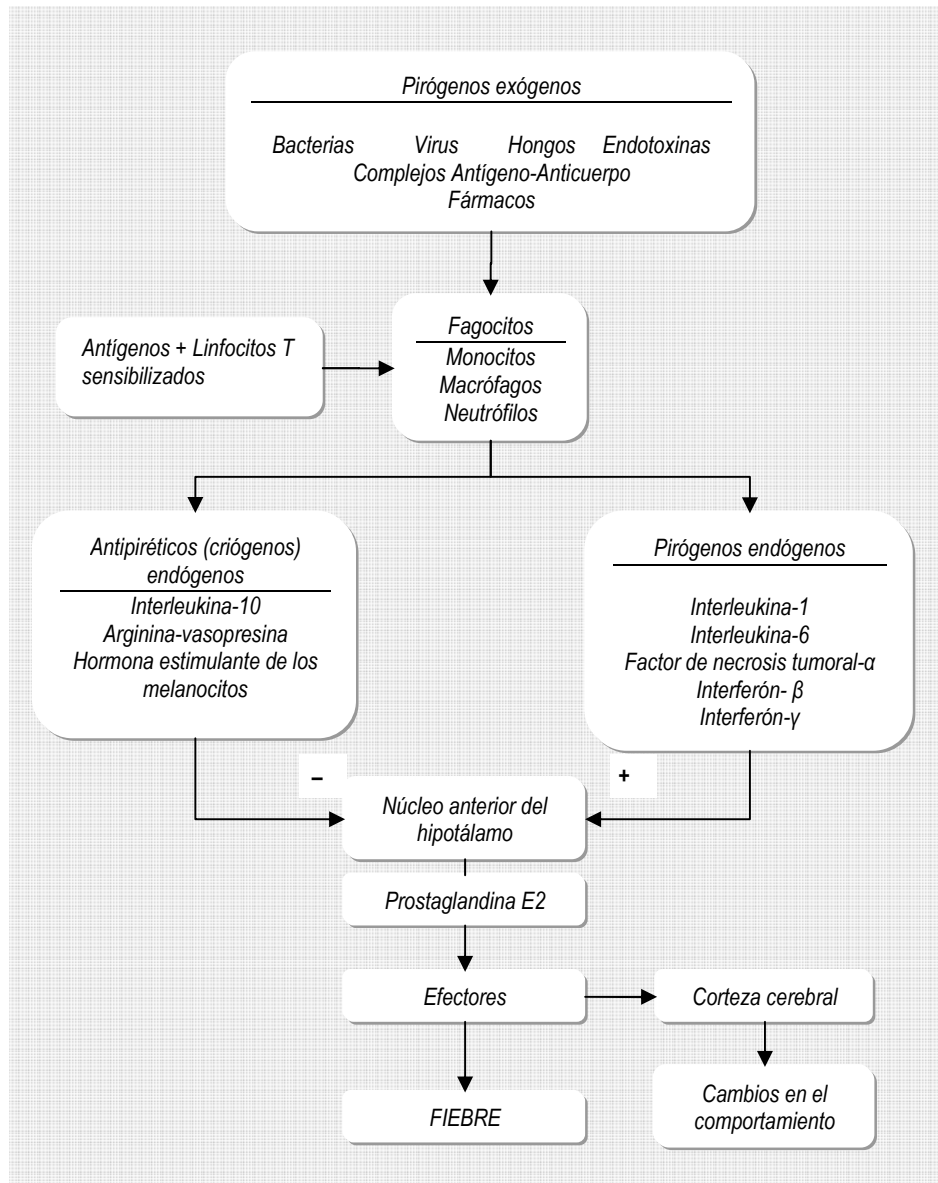 Pirógenos exógenos
Bacterias Virus Hongos Endotoxinas
Complejos Antígeno-Anticuerpo
Fármacos
Antígenos + Linfocitos T
sensibilizados
Fagocitos
Monocitos
Macrófagos
Neutrófilos
Antipiréticos (criógenos)
endógenos
Interleukina-10
Arginina-vasopresina
Hormona estimulante de los
melanocitos
Pirógenos endógenos
Interleukina-1
Interleukina-6
Factor de necrosis tumoral-α
Interferón- β
Interferón-γ
–
+
Núcleo anterior del
hipotálamo
Prostaglandina E2
Efectores
Corteza cerebral
FIEBRE
Cambios en el
comportamiento